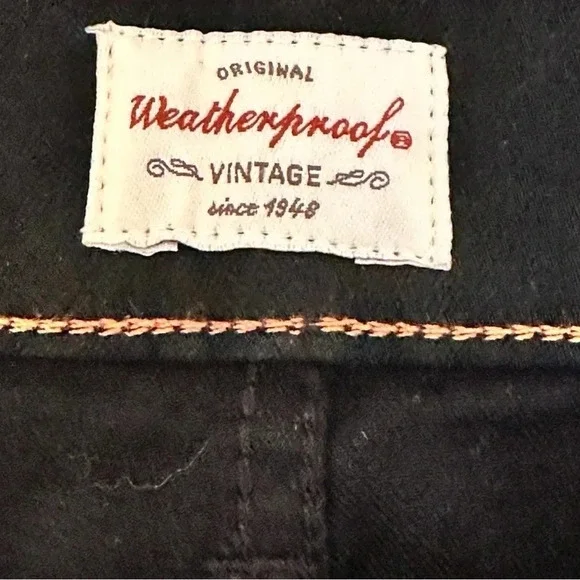 ORIGINAL
Weatherproof®
VINTAGE
since 1948